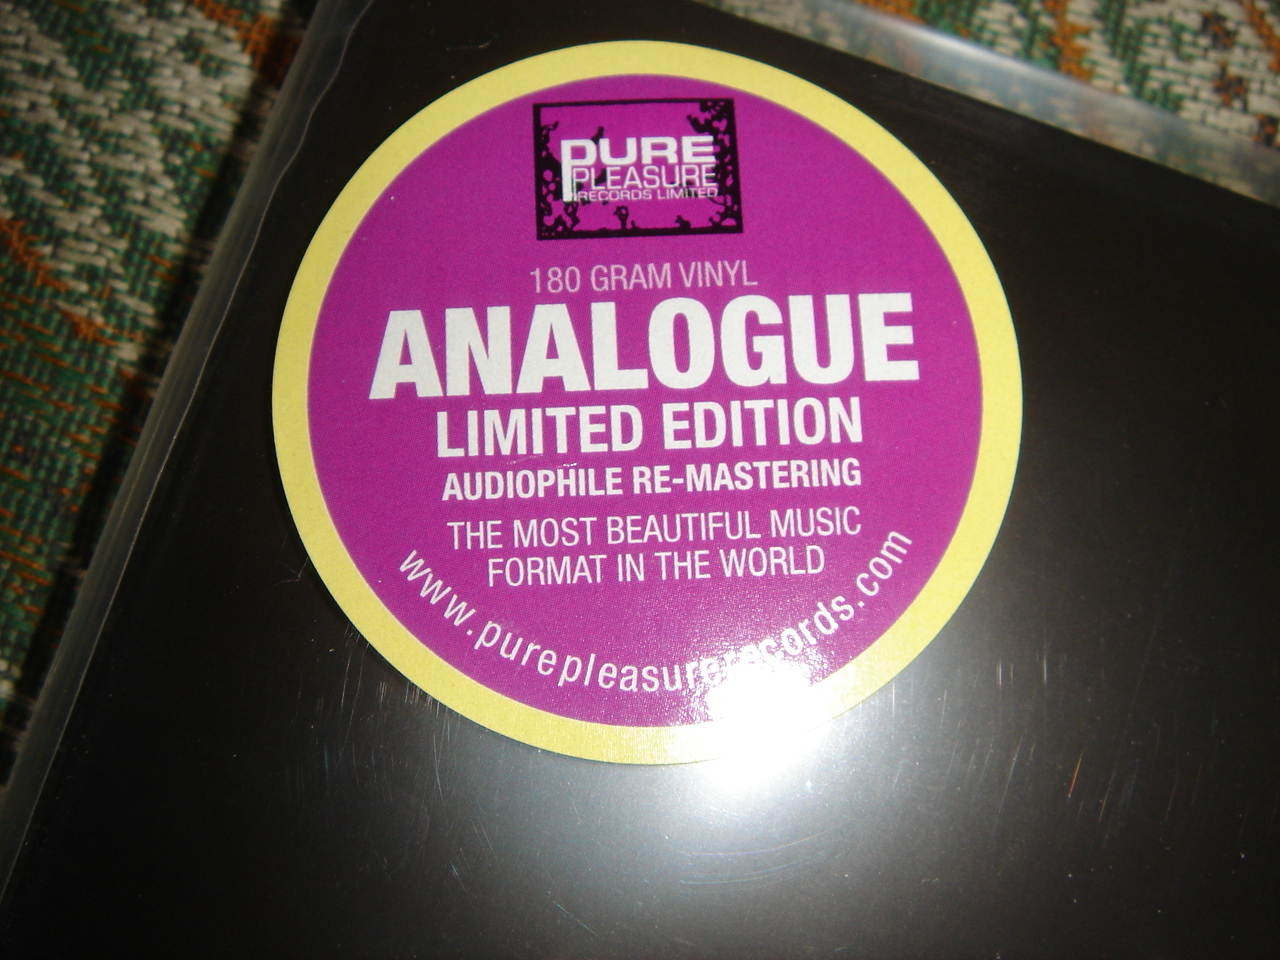 PURE
PLEASURE
RECORDS LIMITED
180 GRAM VINYL
ANALOGUE
LIMITED EDITION
AUDIOPHILE RE-MASTERING
THE MOST BEAUTIFUL MUSIC
FORMAT IN THE WORLD
www.purepleasurerecords.com